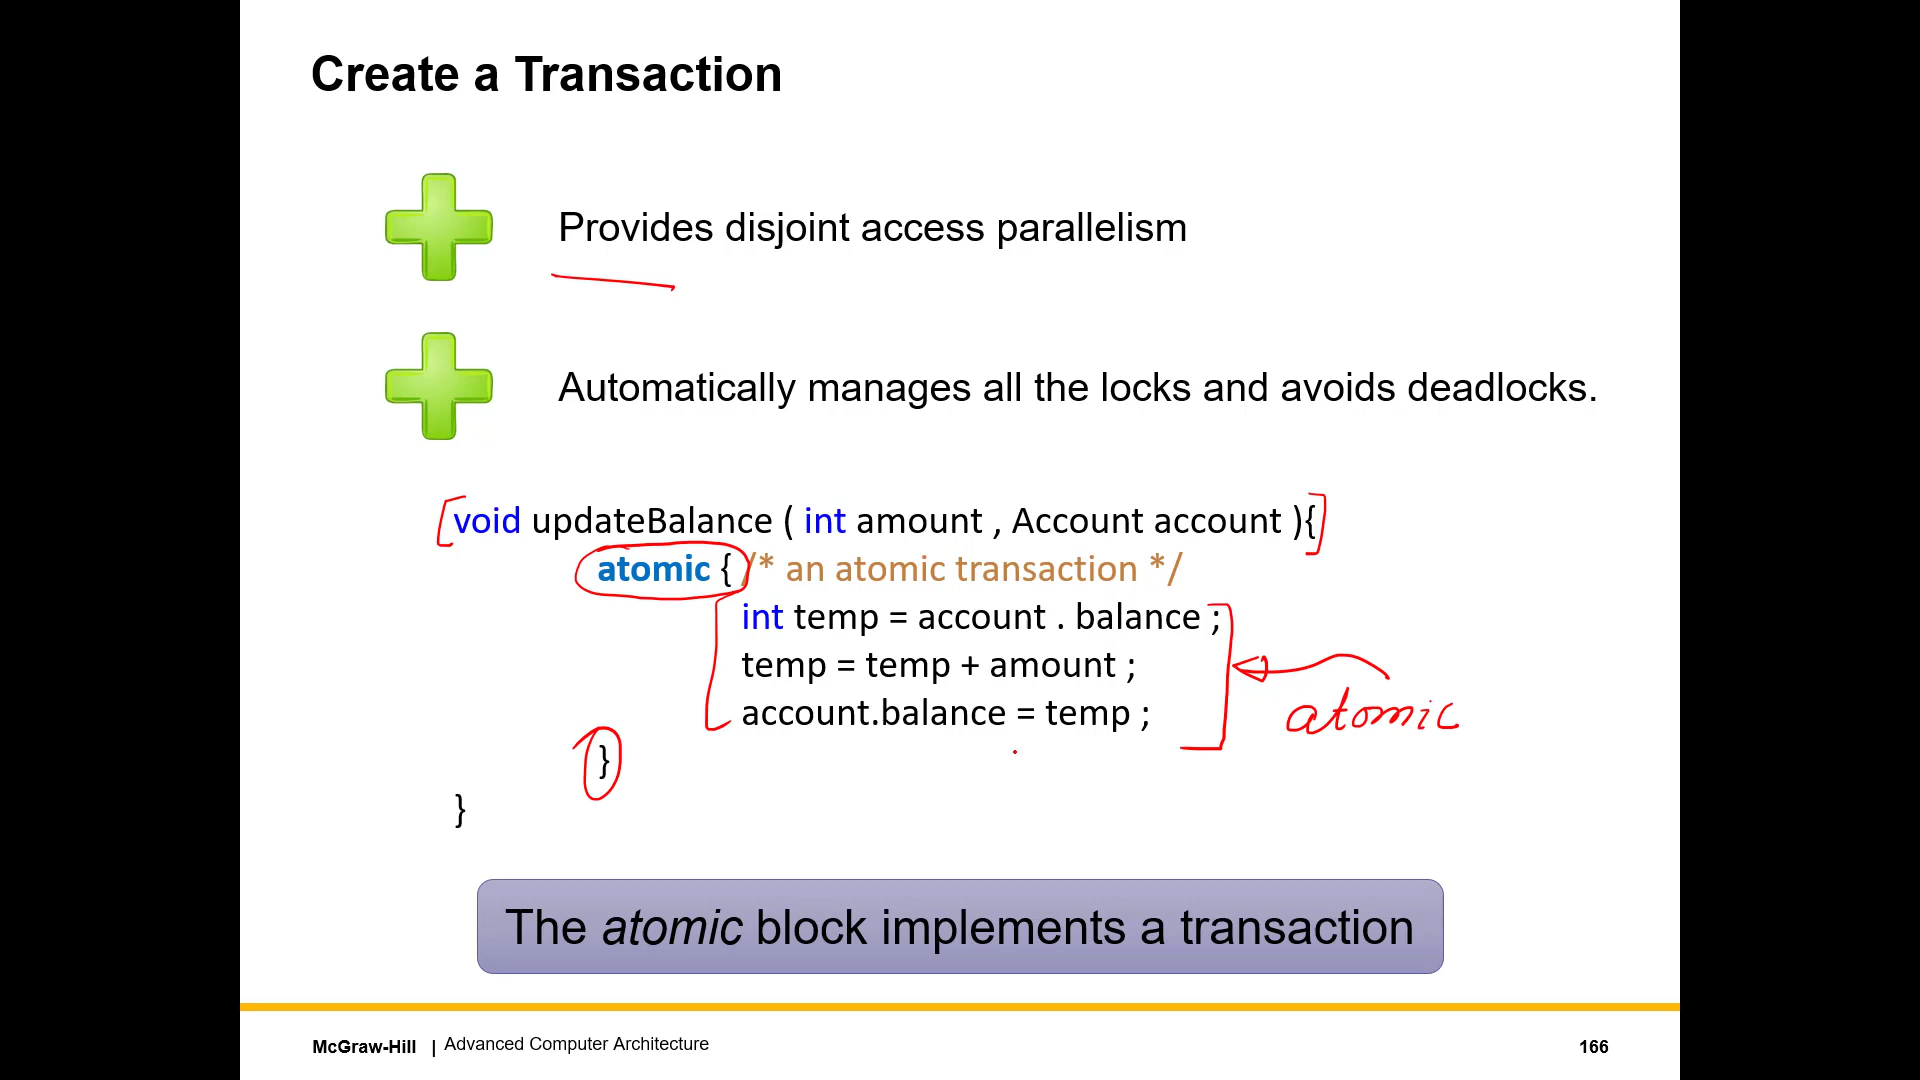 Create a Transaction
Provides disjoint access parallelism
Automatically manages all the locks and avoids deadlocks.
void updateBalance ( int amount , Account account ){
atomic { /* an atomic transaction */
int temp = account . balance ;
temp = temp + amount ;
account.balance = temp ;
atomic
}
}
The atomic block implements a transaction
McGraw-Hill | Advanced Computer Architecture
166